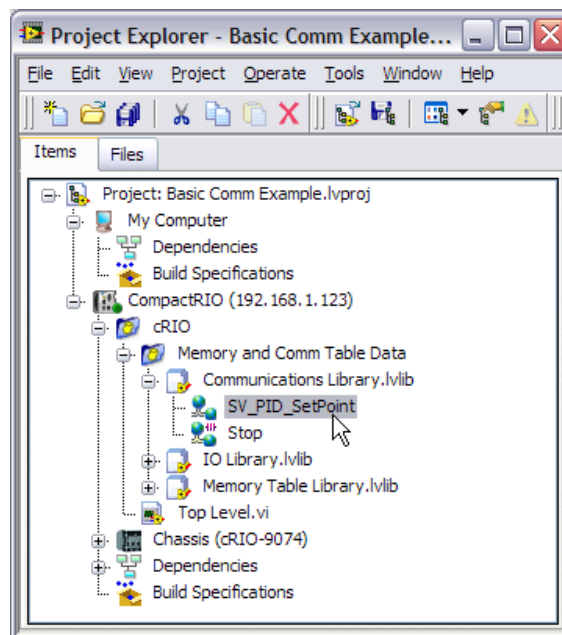 Project Explorer - Basic Comm Example...
File Edit View Project Operate Tools Window Help
Items Files
Project: Basic Comm Example.lvproj
My Computer
Dependencies
Build Specifications
CompactRIO (192.168.1.123)
cRIO
Memory and Comm Table Data
Communications Library.lvlib
SV_PID_SetPoint
Stop
IO Library.lvlib
Memory Table Library.lvlib
Top Level.vi
Chassis (cRIO-9074)
Dependencies
Build Specifications